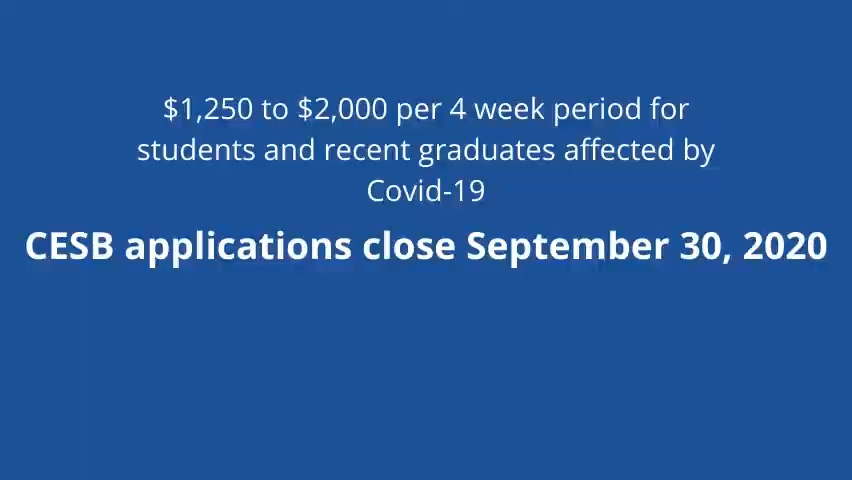 $1,250 to $2,000 per 4 week period for
students and recent graduates affected by
Covid-19
CESB applications close September 30, 2020